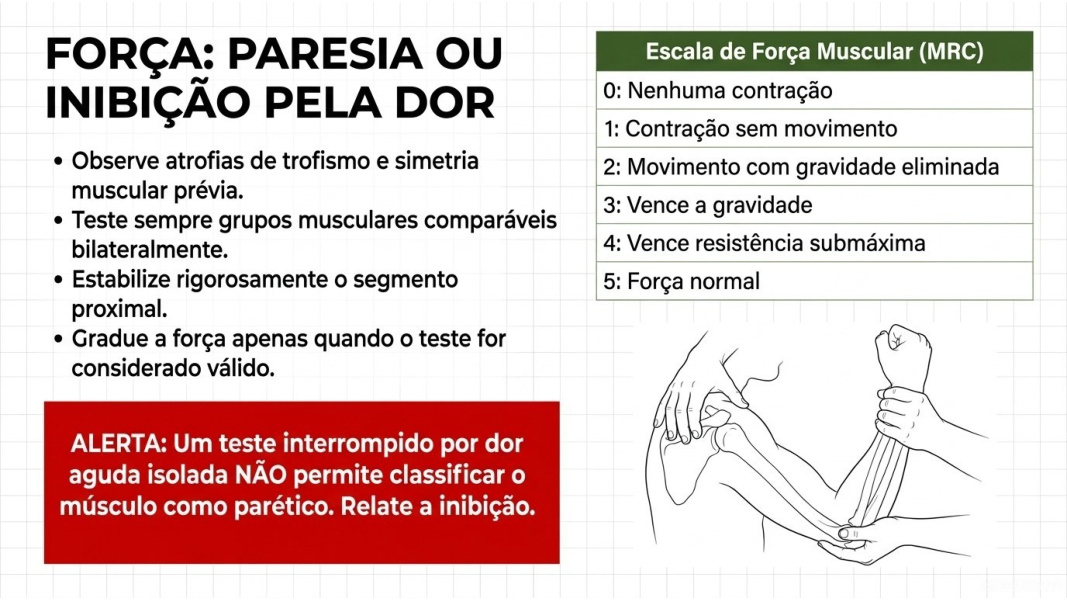 FORÇA: PARESIA OU
INIBIÇÃO PELA DOR
• Observe atrofias de trofismo e simetria
muscular prévia.
• Teste sempre grupos musculares comparáveis
bilateralmente.
• Estabilize rigorosamente o segmento
proximal.
• Gradue a força apenas quando o teste for
considerado válido.
ALERTA: Um teste interrompido por dor
aguda isolada NÃO permite classificar o
músculo como parético. Relate a inibição.
Escala de Força Muscular (MRC)
0: Nenhuma contração
1: Contração sem movimento
2: Movimento com gravidade eliminada
3: Vence a gravidade
4: Vence resistência submáxima
5: Força normal